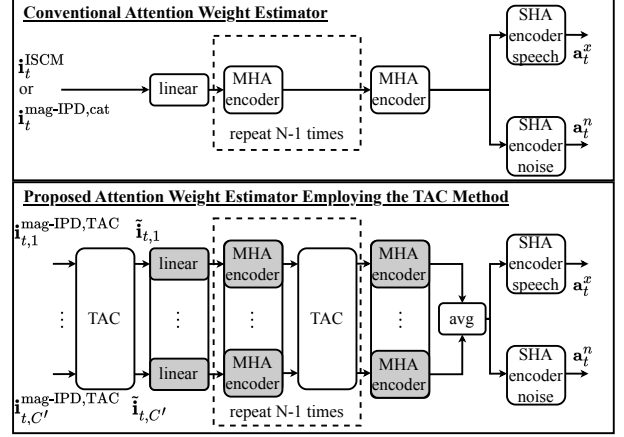 Conventional Attention Weight Estimator
i_t^ISCM
or
i_t^mag-IPD,cat
linear
MHA
encoder
repeat N-1 times
MHA
encoder
SHA
encoder
speech
a_t^x
SHA
encoder
noise
a_t^n
Proposed Attention Weight Estimator Employing the TAC Method
i_{t,1}^mag-IPD,TAC
ĩ_{t,1}
⋮
TAC
i_{t,C′}^mag-IPD,TAC
ĩ_{t,C′}
linear
⋮
linear
MHA
encoder
⋮
MHA
encoder
TAC
repeat N-1 times
MHA
encoder
⋮
MHA
encoder
avg
SHA
encoder
speech
a_t^x
SHA
encoder
noise
a_t^n